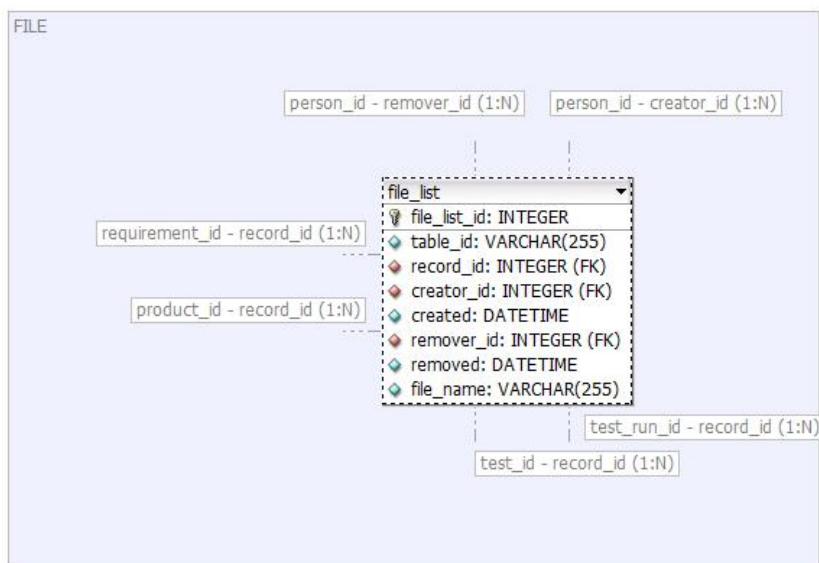 FILE
person_id - remover_id (1:N)
person_id - creator_id (1:N)
file_list
file_list_id: INTEGER
requirement_id - record_id (1:N)
table_id: VARCHAR(255)
record_id: INTEGER (FK)
creator_id: INTEGER (FK)
product_id - record_id (1:N)
created: DATETIME
remover_id: INTEGER (FK)
removed: DATETIME
file_name: VARCHAR(255)
test_run_id - record_id (1:N)
test_id - record_id (1:N)